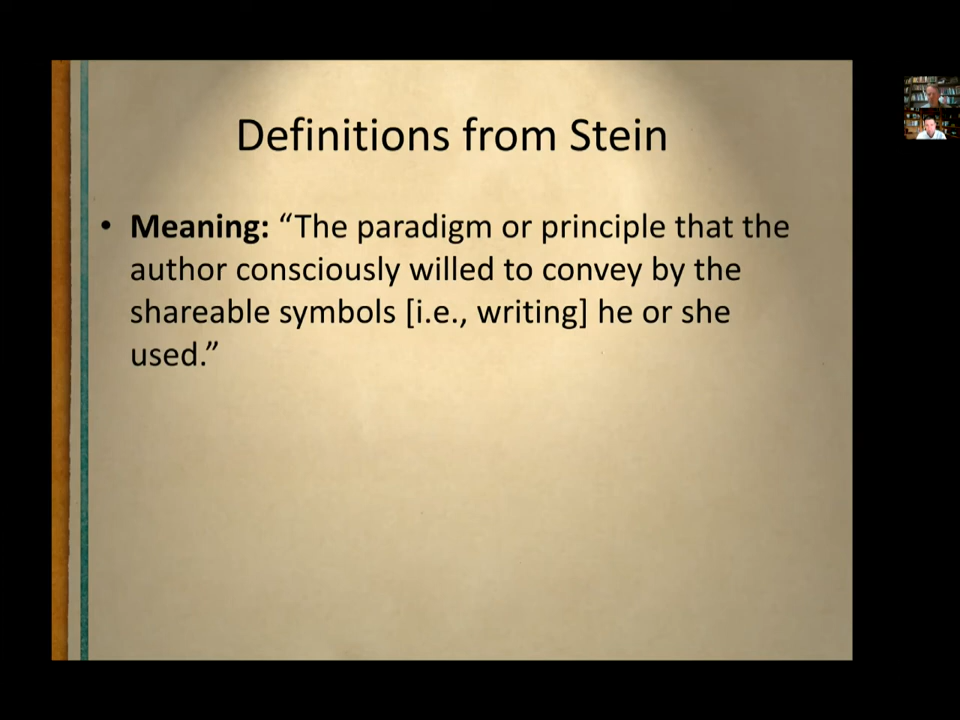 Definitions from Stein
• Meaning: “The paradigm or principle that the
author consciously willed to convey by the
shareable symbols [i.e., writing] he or she
used.”